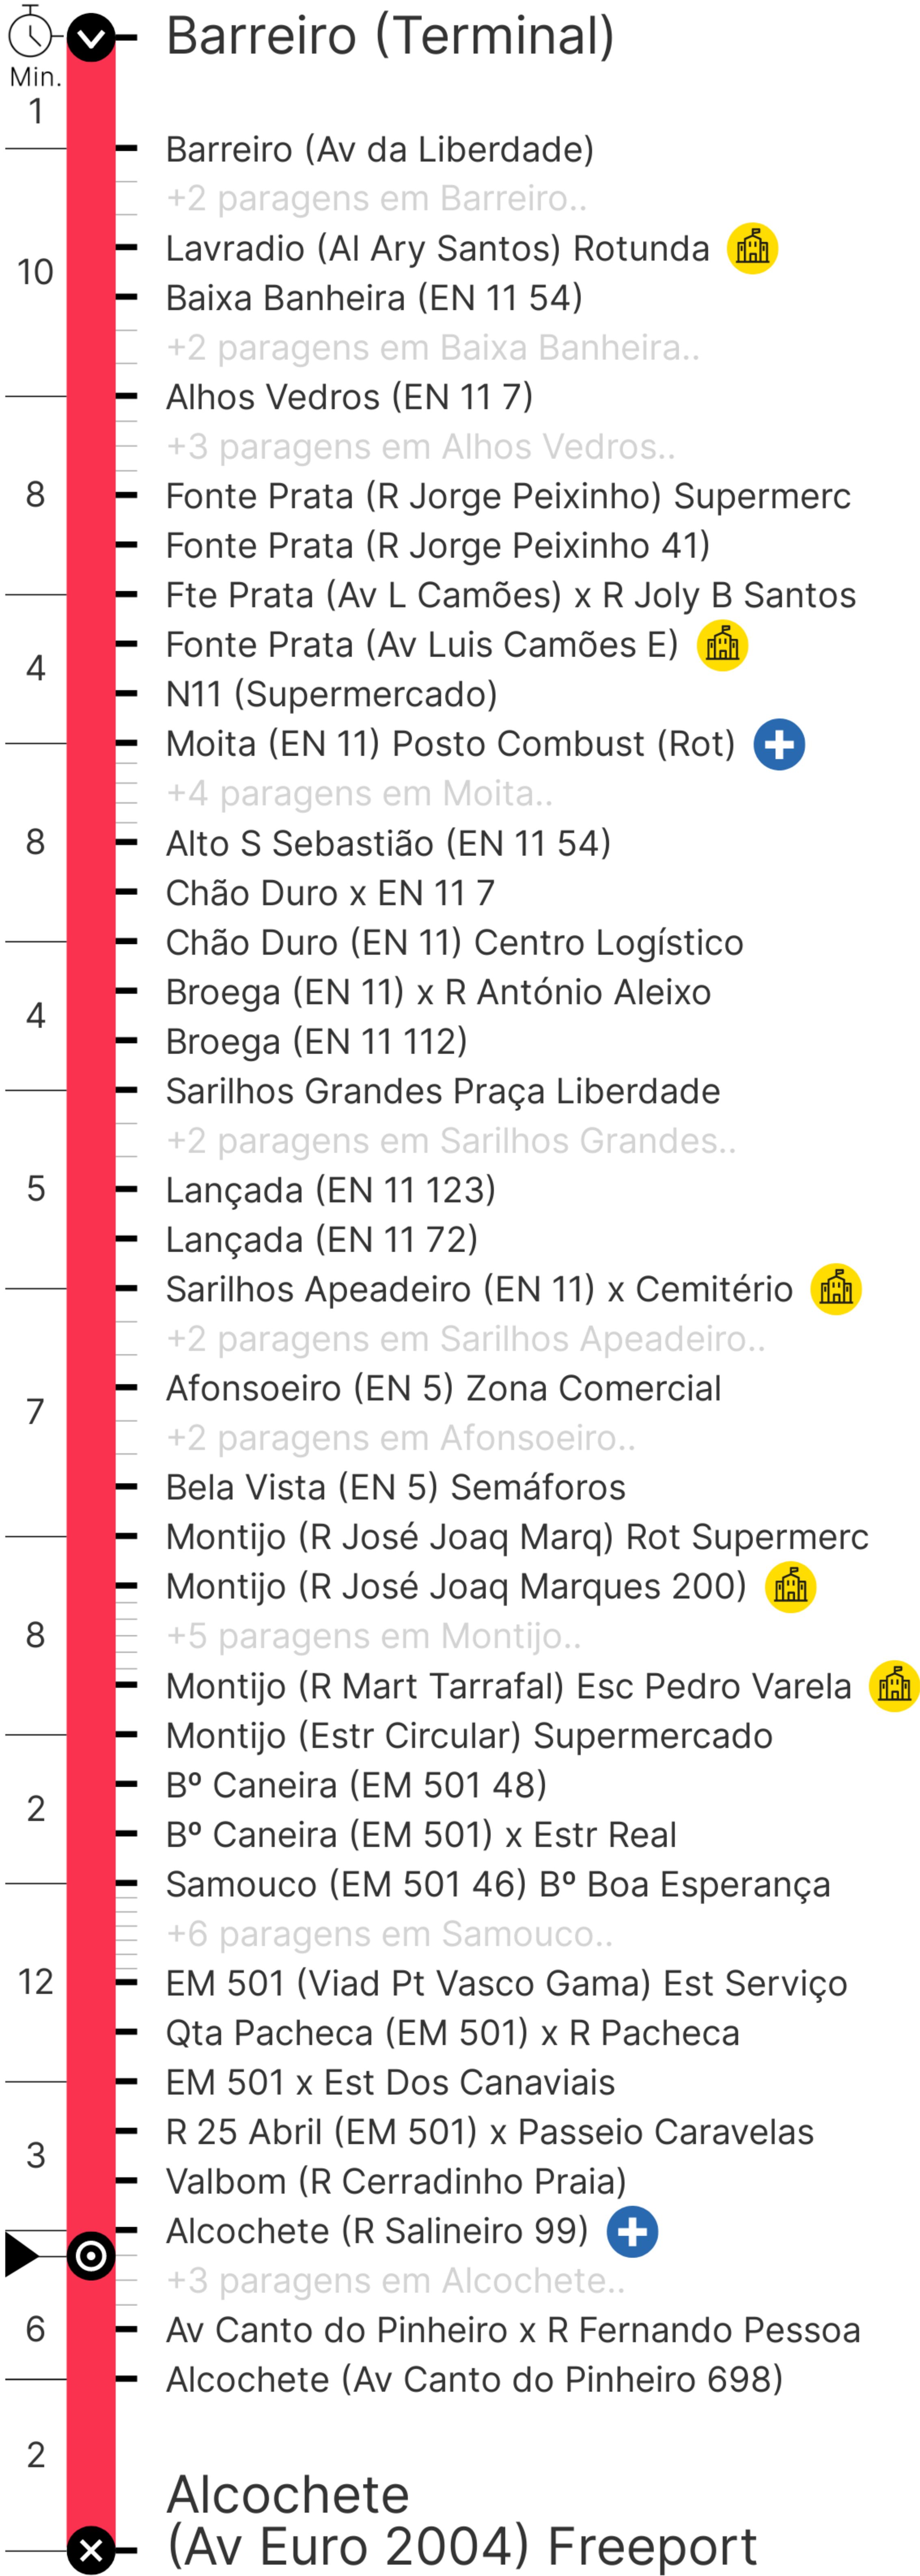 Barreiro (Terminal)
Min.
1
Barreiro (Av da Liberdade)
+2 paragens em Barreiro..
Lavradio (Al Ary Santos) Rotunda
10
Baixa Banheira (EN 11 54)
+2 paragens em Baixa Banheira..
Alhos Vedros (EN 11 7)
+3 paragens em Alhos Vedros..
8
Fonte Prata (R Jorge Peixinho) Supermerc
Fonte Prata (R Jorge Peixinho 41)
Fte Prata (Av L Camões) x R Joly B Santos
Fonte Prata (Av Luis Camões E)
4
N11 (Supermercado)
Moita (EN 11) Posto Combust (Rot)
+4 paragens em Moita..
8
Alto S Sebastião (EN 11 54)
Chão Duro x EN 11 7
Chão Duro (EN 11) Centro Logístico
Broega (EN 11) x R António Aleixo
4
Broega (EN 11 112)
Sarilhos Grandes Praça Liberdade
+2 paragens em Sarilhos Grandes..
5
Lançada (EN 11 123)
Lançada (EN 11 72)
Sarilhos Apeadeiro (EN 11) x Cemitério
+2 paragens em Sarilhos Apeadeiro..
Afonsoeiro (EN 5) Zona Comercial
7
+2 paragens em Afonsoeiro..
Bela Vista (EN 5) Semáforos
Montijo (R José Joaq Marq) Rot Supermerc
Montijo (R José Joaq Marques 200)
8
+5 paragens em Montijo..
Montijo (R Mart Tarrafal) Esc Pedro Varela
Montijo (Estr Circular) Supermercado
Bº Caneira (EM 501 48)
2
Bº Caneira (EM 501) x Estr Real
Samouco (EM 501 46) Bº Boa Esperança
+6 paragens em Samouco..
12
EM 501 (Viad Pt Vasco Gama) Est Serviço
Qta Pacheca (EM 501) x R Pacheca
EM 501 x Est Dos Canaviais
R 25 Abril (EM 501) x Passeio Caravelas
3
Valbom (R Cerradinho Praia)
Alcochete (R Salineiro 99)
+3 paragens em Alcochete..
6
Av Canto do Pinheiro x R Fernando Pessoa
Alcochete (Av Canto do Pinheiro 698)
2
Alcochete
(Av Euro 2004) Freeport